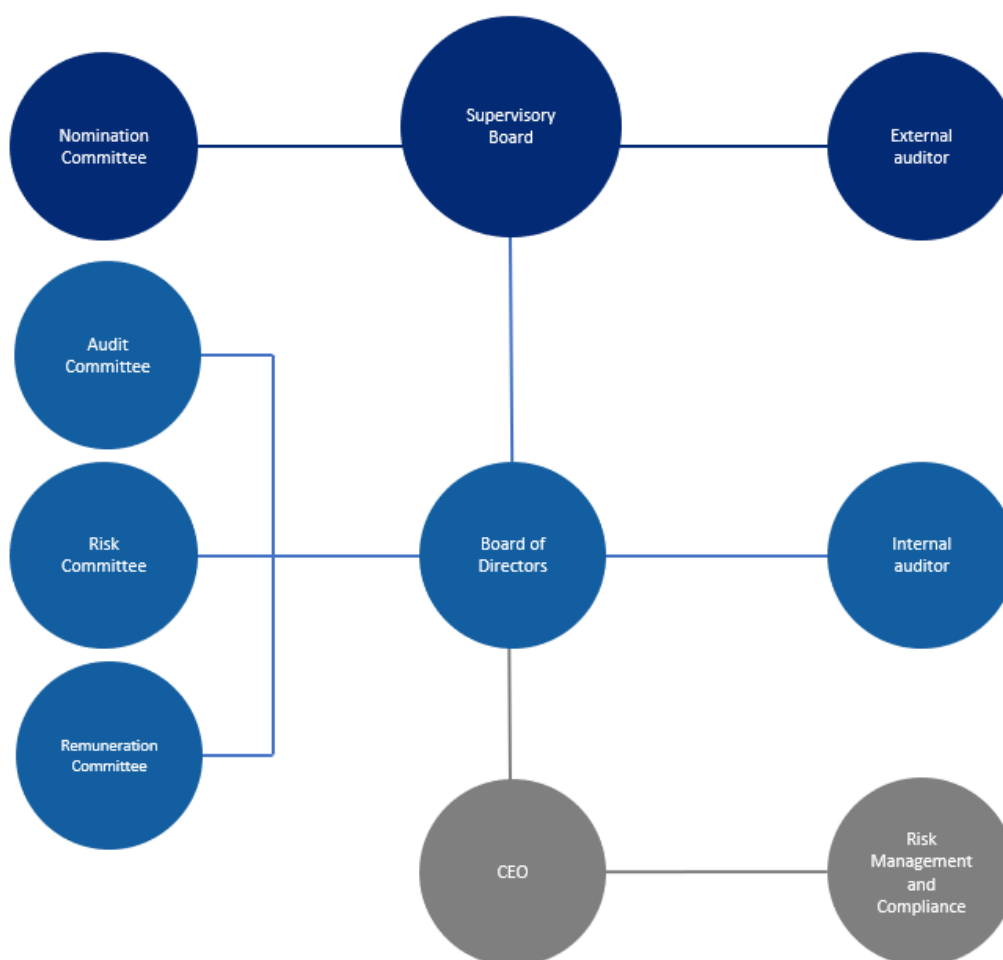 Nomination
Committee
Supervisory
Board
External
auditor
Audit
Committee
Risk
Committee
Board of
Directors
Internal
auditor
Remuneration
Committee
CEO
Risk
Management
and
Compliance